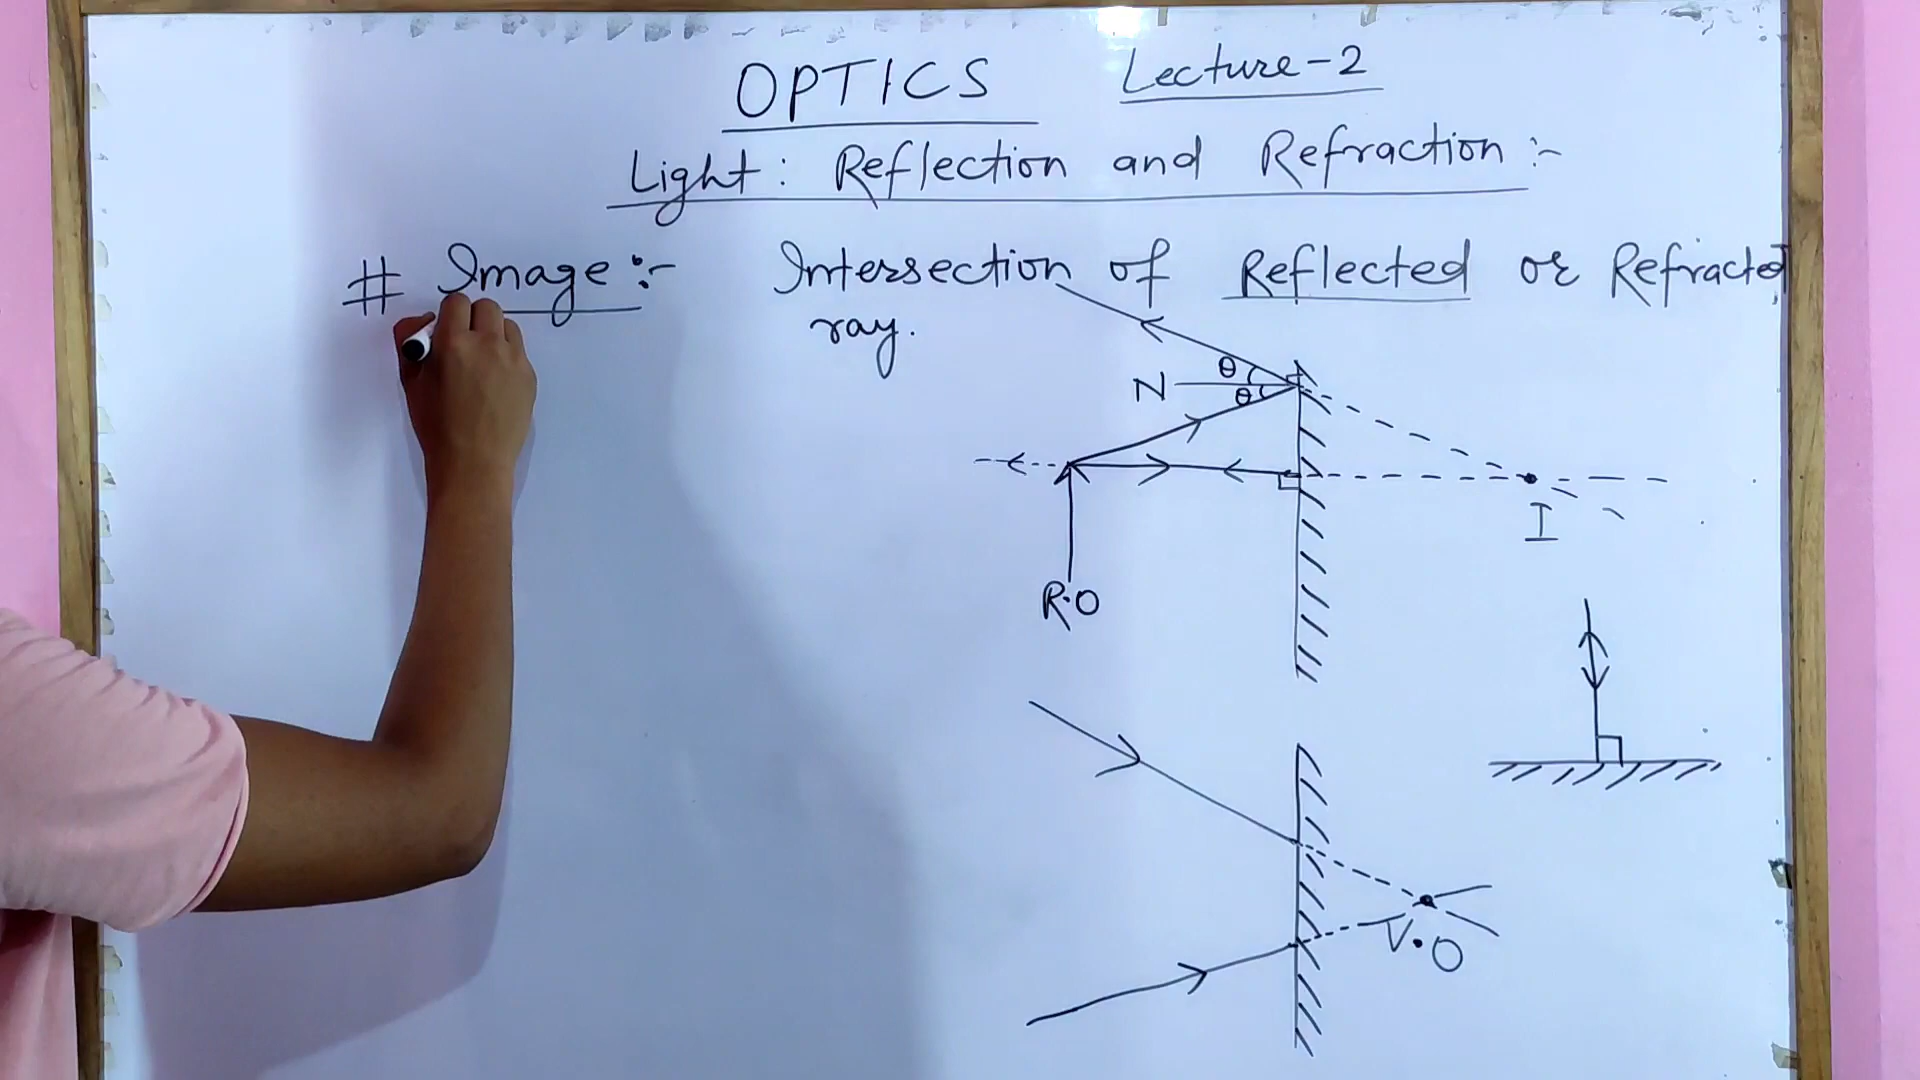 OPTICS Lecture-2
Light: Reflection and Refraction :-
# Image :- Intersection of Reflected or Refracted
ray.
θ
N
θ
R.O
I
V.O